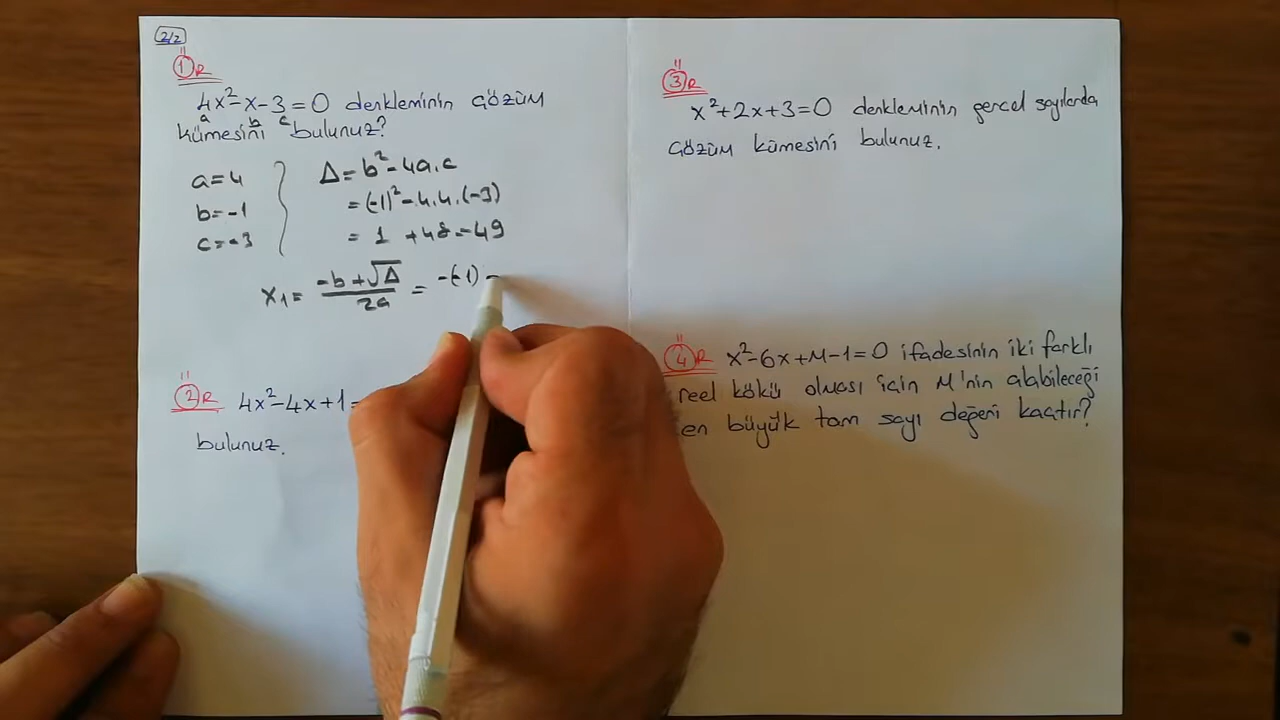 2/2
1 R
4x²-x-3=0 denkleminin çözüm
a b c
kümesini bulunuz?
a=4
b=-1
c=-3
Δ=b²-4a.c
=(-1)²-4.4.(-3)
= 1 +48=49
x₁= (-b+√Δ)/2a = -(-1)
2 R 4x²-4x+1=
bulunuz.
3 R
x²+2x+3=0 denkleminin gerçel sayılarda
çözüm kümesini bulunuz.
4 R x²-6x+M-1=0 ifadesinin iki farklı
reel kökü olması için M'nin alabileceği
en büyük tam sayı değeri kaçtır?